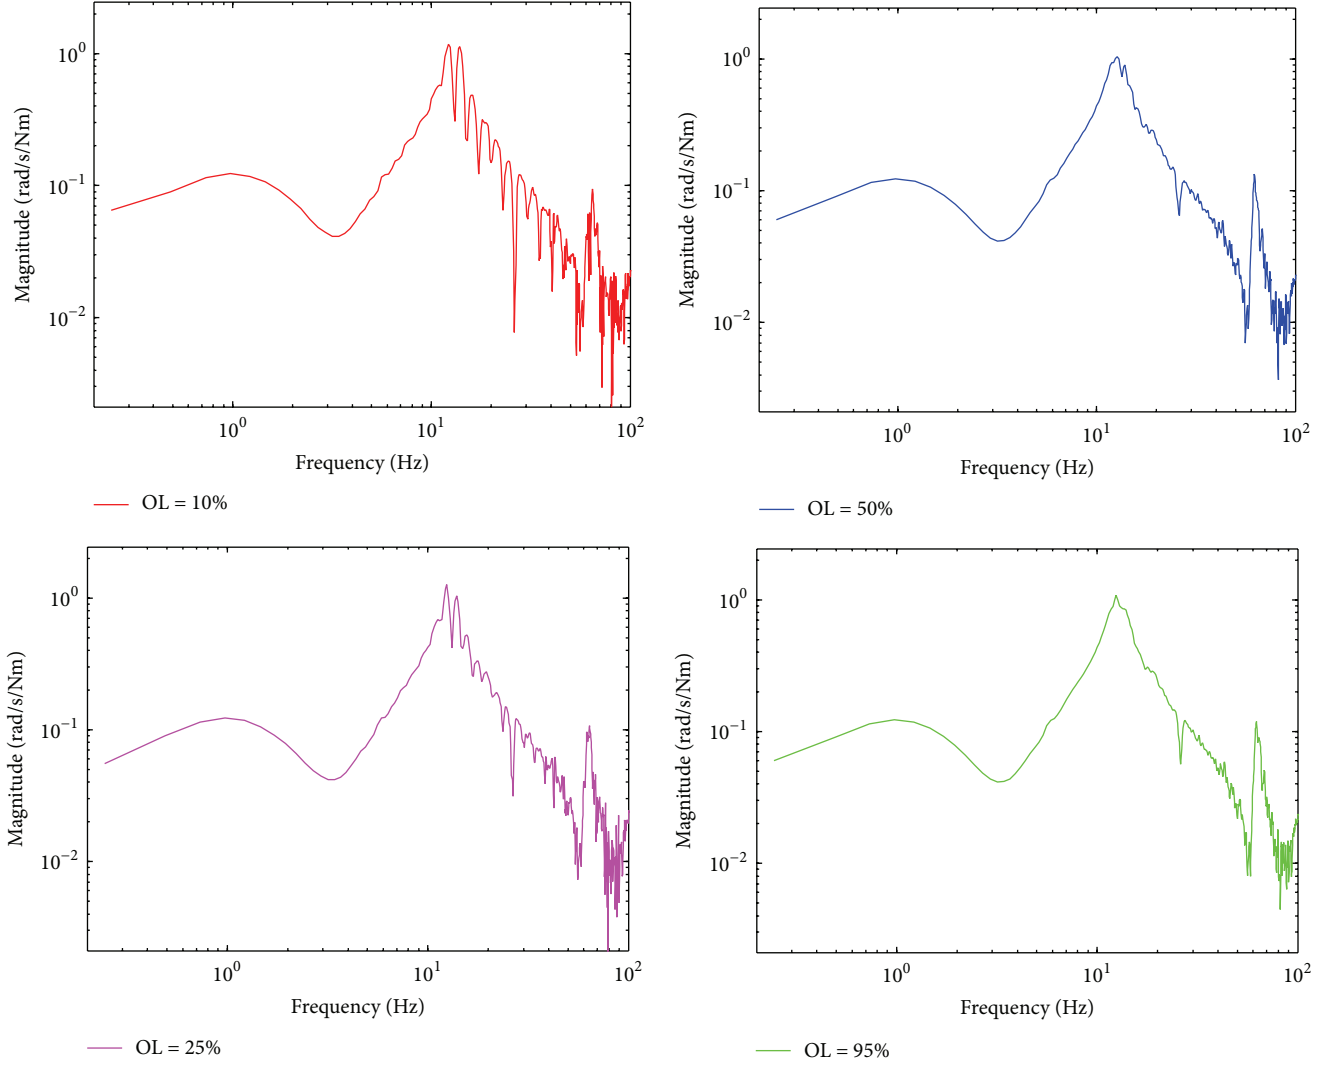 Magnitude (rad/s/Nm)
10^0
10^-1
10^-2
10^0 10^1 10^2
Frequency (Hz)
OL = 10%
Magnitude (rad/s/Nm)
10^0
10^-1
10^-2
10^0 10^1 10^2
Frequency (Hz)
OL = 50%
Magnitude (rad/s/Nm)
10^0
10^-1
10^-2
10^0 10^1 10^2
Frequency (Hz)
OL = 25%
Magnitude (rad/s/Nm)
10^0
10^-1
10^-2
10^0 10^1 10^2
Frequency (Hz)
OL = 95%